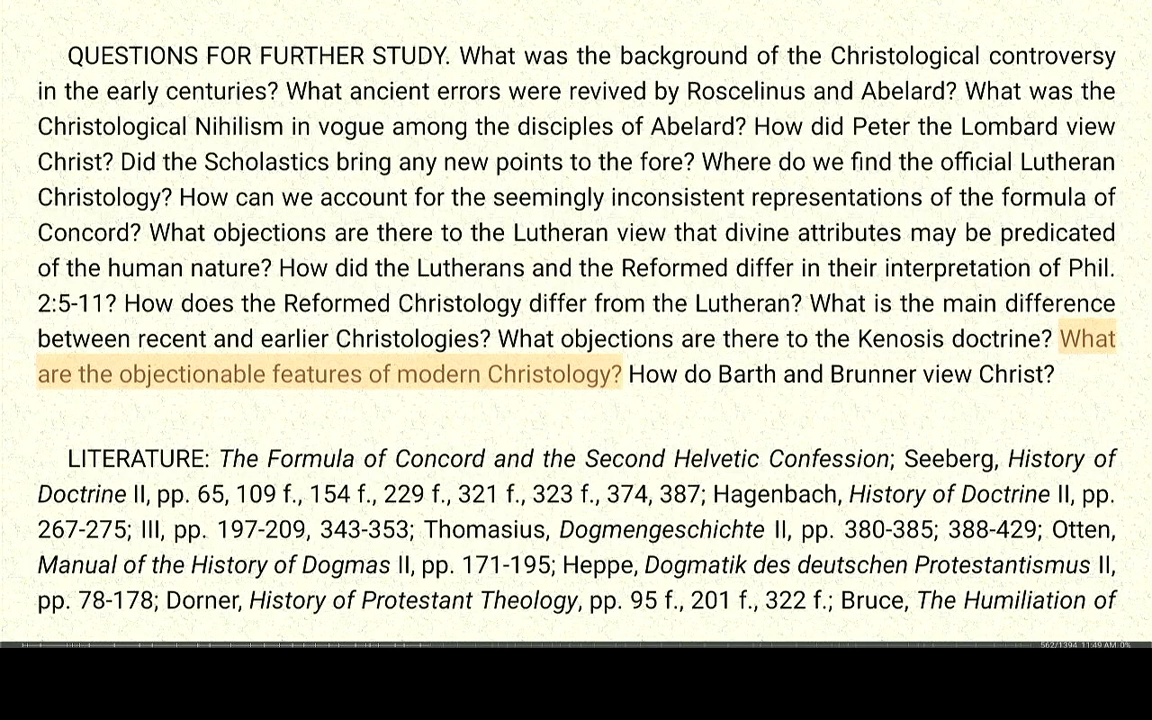 QUESTIONS FOR FURTHER STUDY. What was the background of the Christological controversy
in the early centuries? What ancient errors were revived by Roscelinus and Abelard? What was the
Christological Nihilism in vogue among the disciples of Abelard? How did Peter the Lombard view
Christ? Did the Scholastics bring any new points to the fore? Where do we find the official Lutheran
Christology? How can we account for the seemingly inconsistent representations of the formula of
Concord? What objections are there to the Lutheran view that divine attributes may be predicated
of the human nature? How did the Lutherans and the Reformed differ in their interpretation of Phil.
2:5-11? How does the Reformed Christology differ from the Lutheran? What is the main difference
between recent and earlier Christologies? What objections are there to the Kenosis doctrine? What
are the objectionable features of modern Christology? How do Barth and Brunner view Christ?
LITERATURE: The Formula of Concord and the Second Helvetic Confession; Seeberg, History of
Doctrine II, pp. 65, 109 f., 154 f., 229 f., 321 f., 323 f., 374, 387; Hagenbach, History of Doctrine II, pp.
267-275; III, pp. 197-209, 343-353; Thomasius, Dogmengeschichte II, pp. 380-385; 388-429; Otten,
Manual of the History of Dogmas II, pp. 171-195; Heppe, Dogmatik des deutschen Protestantismus II,
pp. 78-178; Dorner, History of Protestant Theology, pp. 95 f., 201 f., 322 f.; Bruce, The Humiliation of
562/1394 11:49 AM 0%